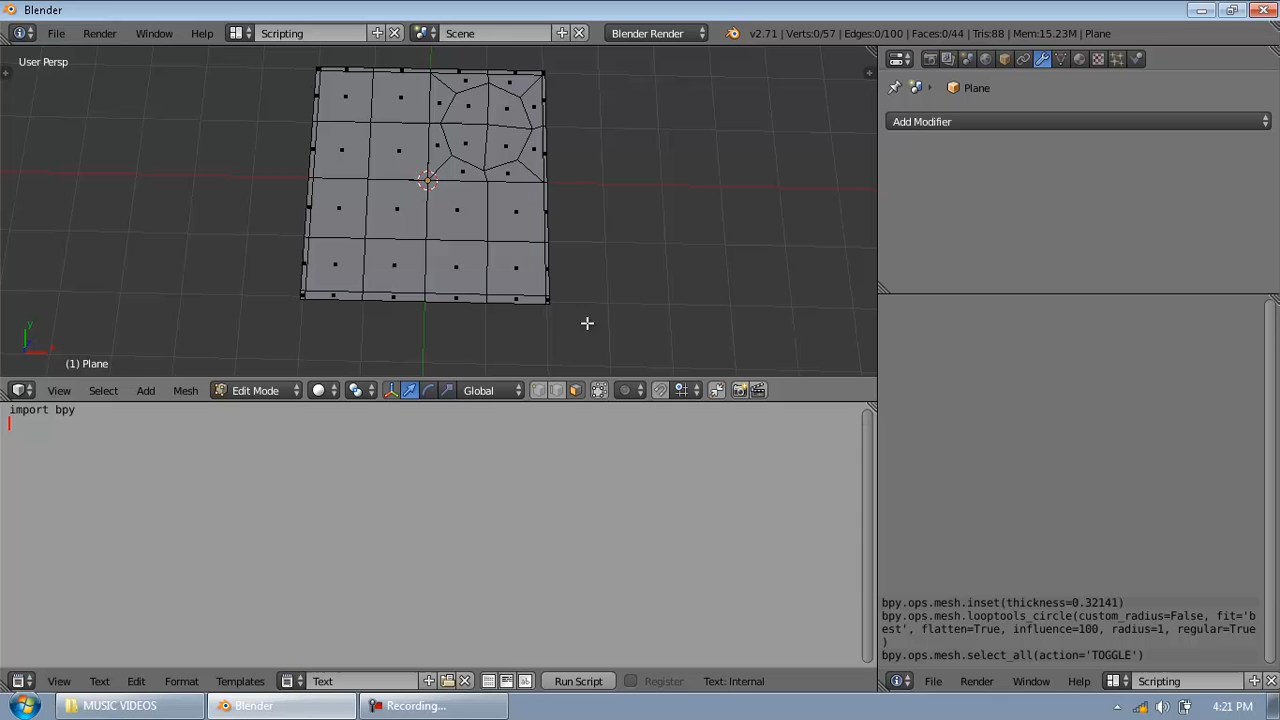 Blender
File Render Window Help Scripting Scene Blender Render v2.71 | Verts:0/57 | Edges:0/100 | Faces:0/44 | Tris:88 | Mem:15.23M | Plane
User Persp
Plane
Add Modifier
y
x
(1) Plane
View Select Add Mesh Edit Mode Global
import bpy
bpy.ops.mesh.inset(thickness=0.32141)
bpy.ops.mesh.looptools_circle(custom_radius=False, fit='b
est', flatten=True, influence=100, radius=1, regular=True
)
bpy.ops.mesh.select_all(action='TOGGLE')
View Text Edit Format Templates Text Run Script Register Text: Internal
File Render Window Help Scripting
MUSIC VIDEOS Blender Recording... 4:21 PM